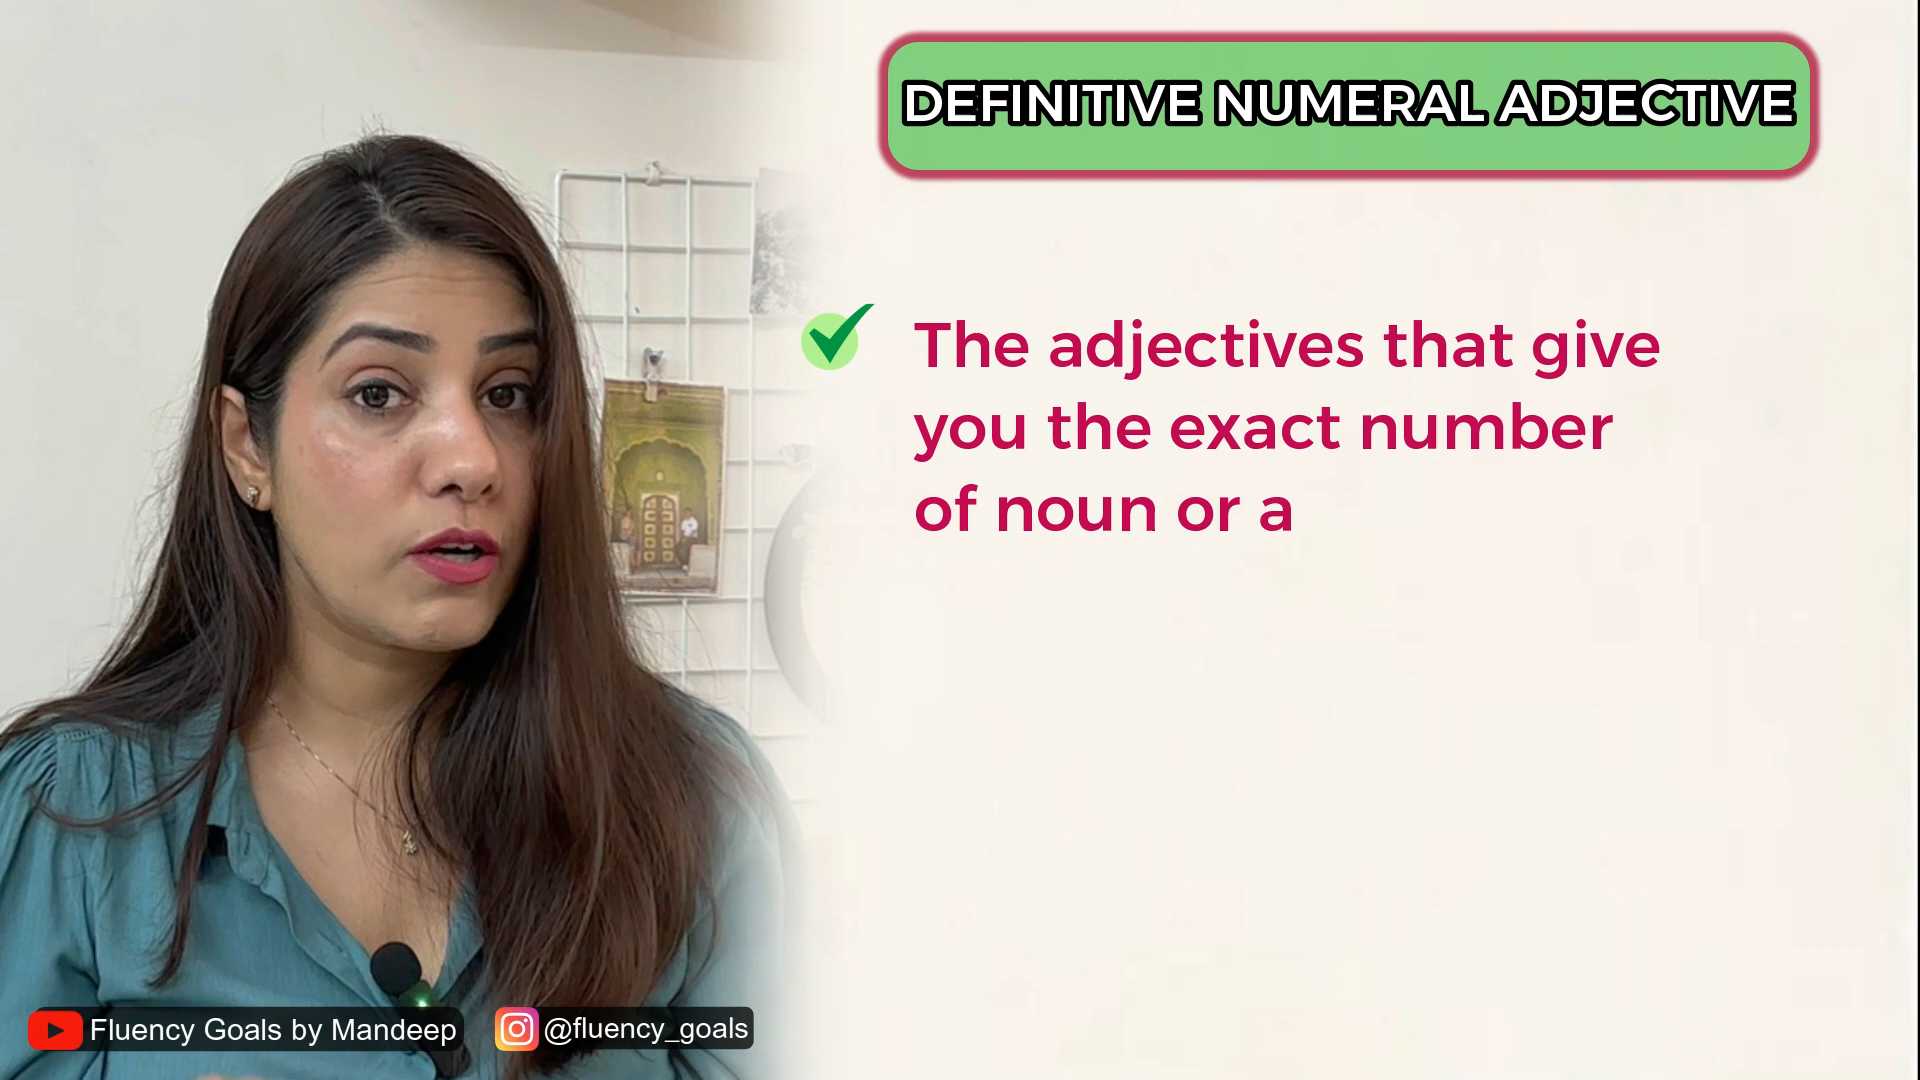 DEFINITIVE NUMERAL ADJECTIVE
The adjectives that give
you the exact number
of noun or a
Fluency Goals by Mandeep
@fluency_goals